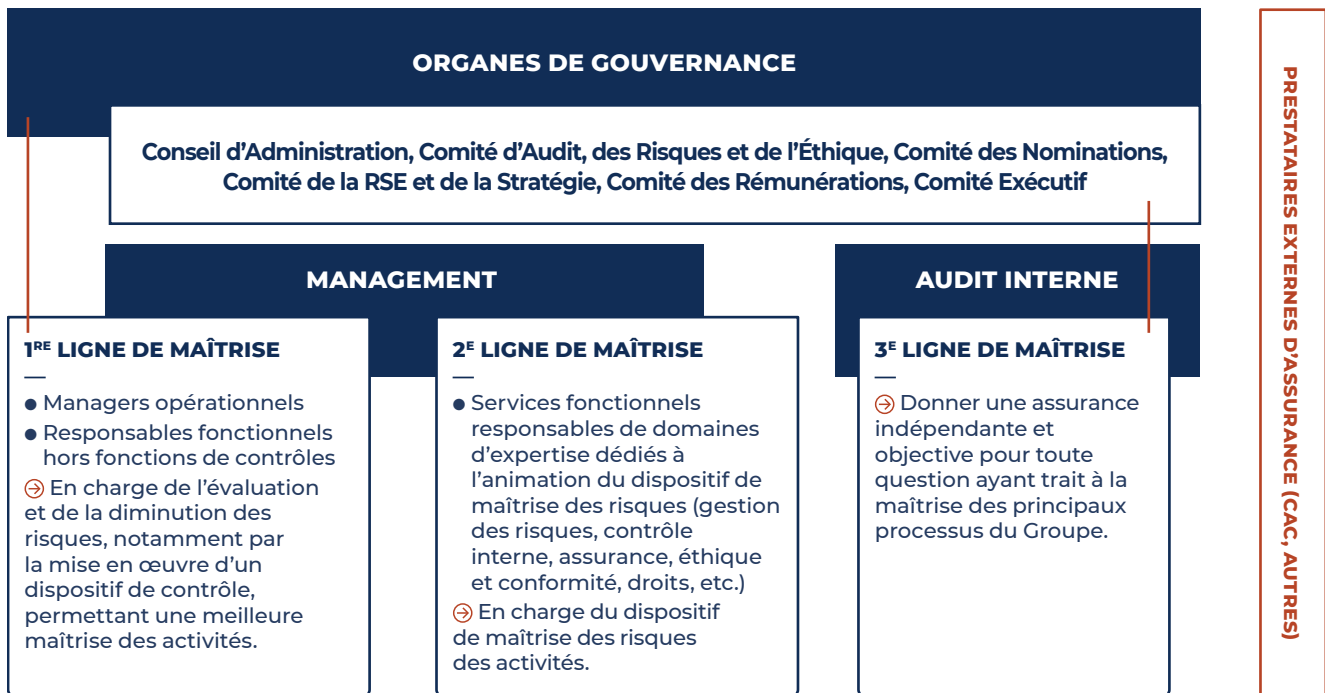 ORGANES DE GOUVERNANCE
Conseil d’Administration, Comité d’Audit, des Risques et de l’Éthique, Comité des Nominations,
Comité de la RSE et de la Stratégie, Comité des Rémunérations, Comité Exécutif
MANAGEMENT
1RE LIGNE DE MAÎTRISE
—
● Managers opérationnels
● Responsables fonctionnels
hors fonctions de contrôles
→ En charge de l’évaluation
et de la diminution des
risques, notamment par
la mise en œuvre d’un
dispositif de contrôle,
permettant une meilleure
maîtrise des activités.
2E LIGNE DE MAÎTRISE
—
● Services fonctionnels
responsables de domaines
d’expertise dédiés à
l’animation du dispositif de
maîtrise des risques (gestion
des risques, contrôle
interne, assurance, éthique
et conformité, droits, etc.)
→ En charge du dispositif
de maîtrise des risques
des activités.
AUDIT INTERNE
3E LIGNE DE MAÎTRISE
—
→ Donner une assurance
indépendante et
objective pour toute
question ayant trait à la
maîtrise des principaux
processus du Groupe.
PRESTATAIRES EXTERNES D’ASSURANCE (CAC, AUTRES)